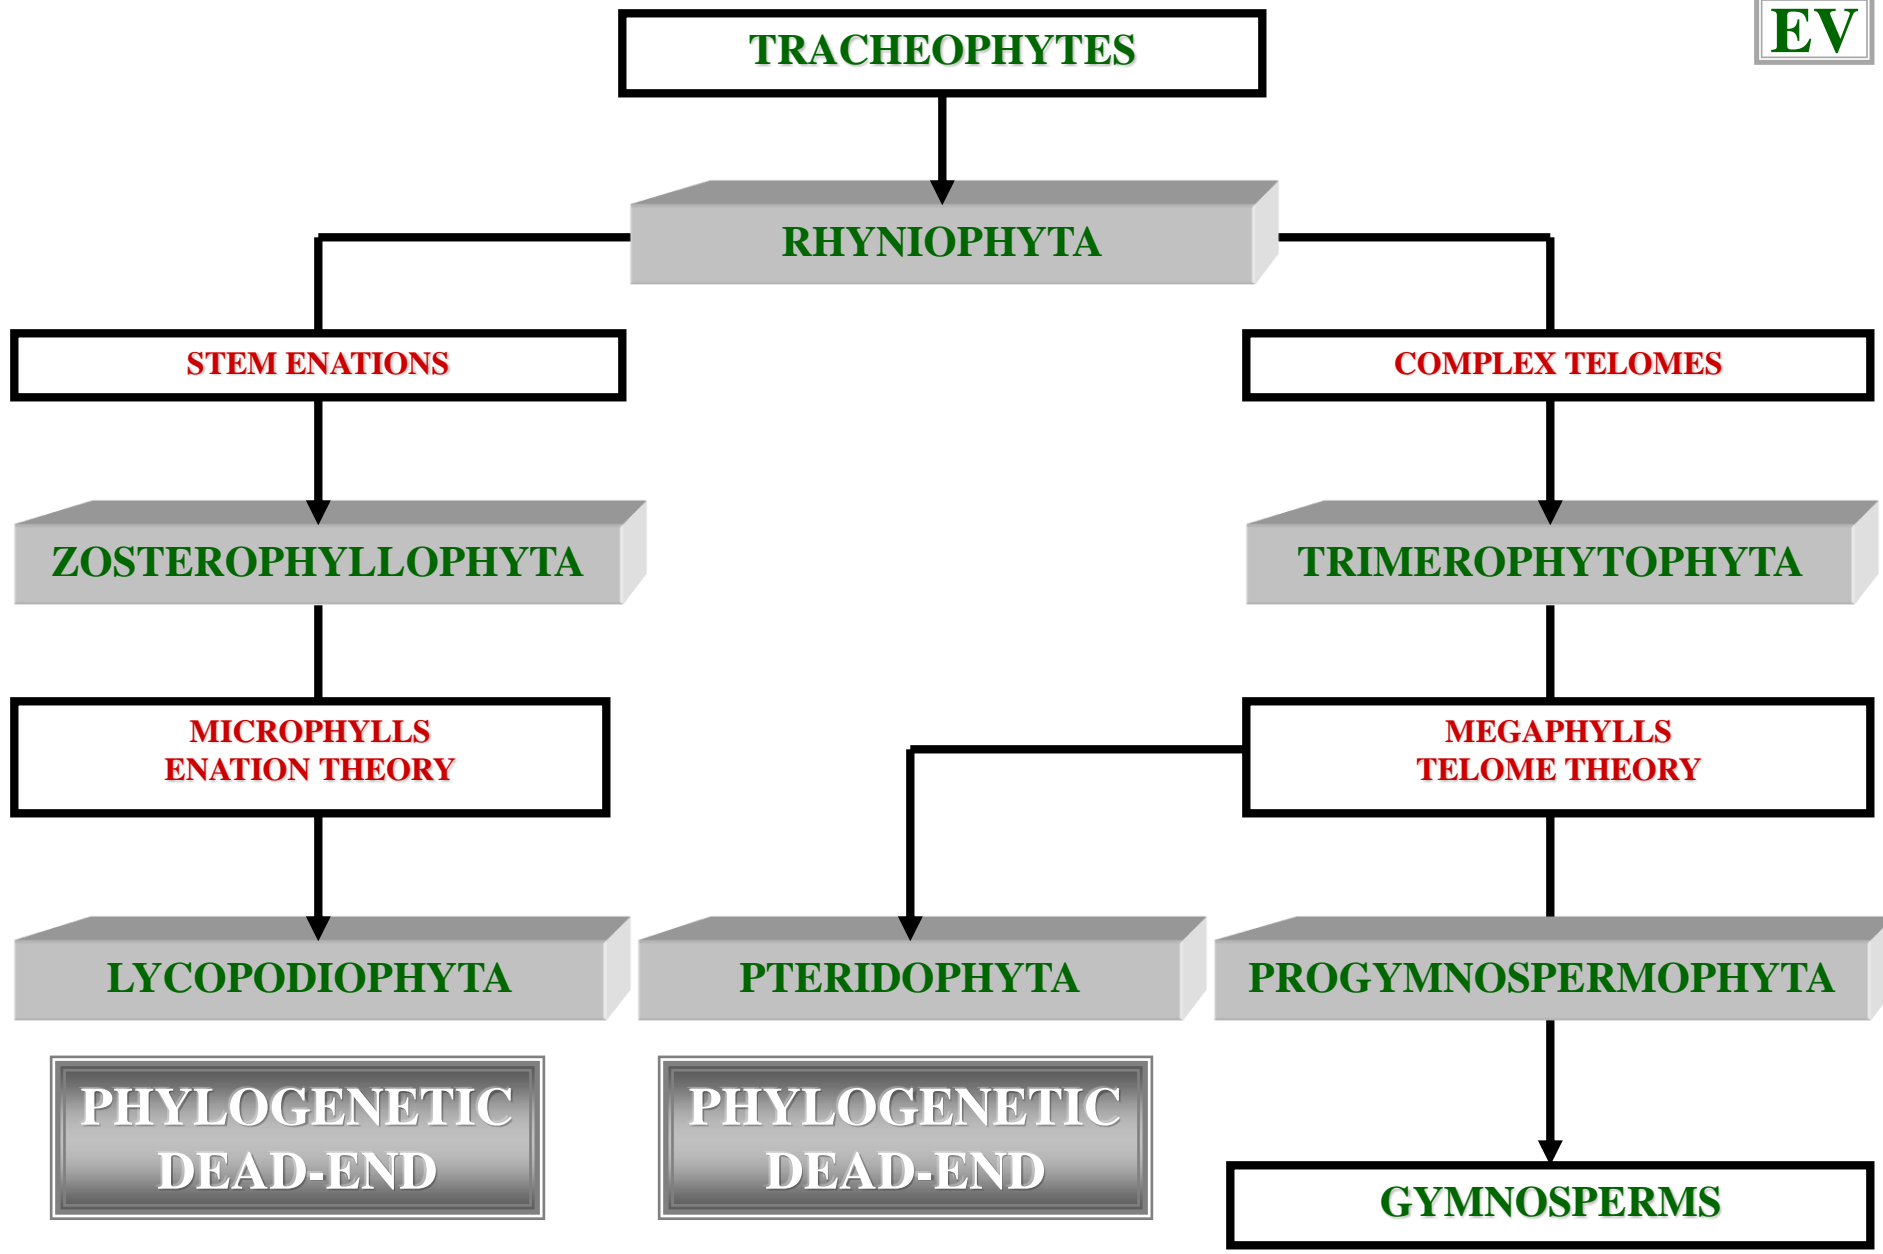 EV
TRACHEOPHYTES
RHYNIOPHYTA
STEM ENATIONS
COMPLEX TELOMES
ZOSTEROPHYLLOPHYTA
TRIMEROPHYTOPHYTA
MICROPHYLLS
ENATION THEORY
MEGAPHYLLS
TELOME THEORY
LYCOPODIOPHYTA
PTERIDOPHYTA
PROGYMNOSPERMOPHYTA
PHYLOGENETIC
DEAD-END
PHYLOGENETIC
DEAD-END
GYMNOSPERMS